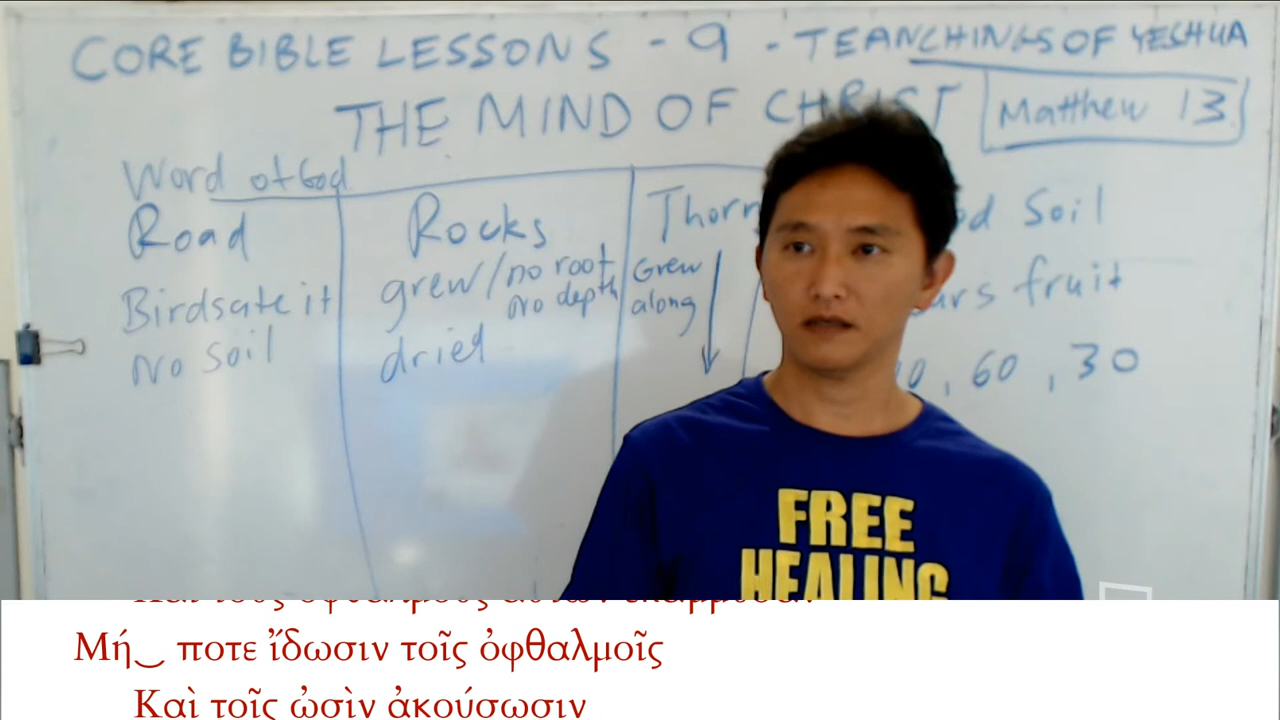 CORE BIBLE LESSONS - 9 - TEANCHINGS OF YESHUA
THE MIND OF CHRIST Matthew 13
Word of God
Road
Birds ate it
no soil
Rocks
grew/no root
no depth
dried
Grew
along
Soil
fruit
, 60 , 30
FREE
HEALING
Μή‿ ποτε ἴδωσιν τοῖς ὀφθαλμοῖς
Καὶ τοῖς ὠσὶν ἀκούσωσιν